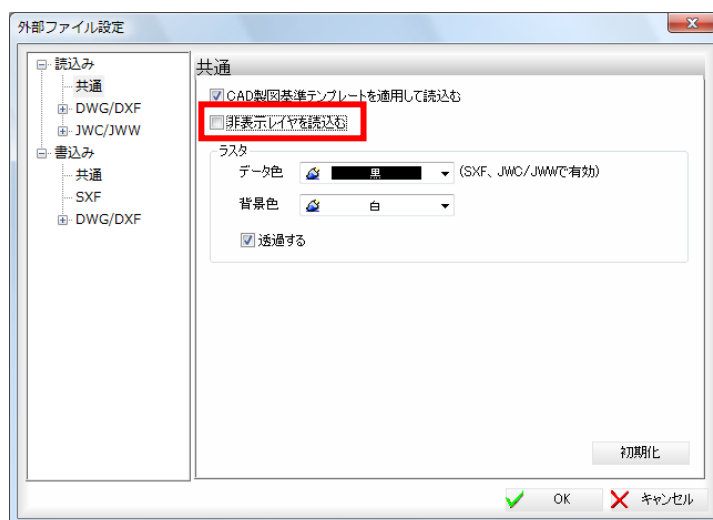 外部ファイル設定
読込み
共通
DWG/DXF
JWC/JWW
書込み
共通
SXF
DWG/DXF
共通
CAD製図基準テンプレートを適用して読込む
非表示レイヤを読込む
ラスタ
データ色 黒 (SXF、JWC/JWWで有効)
背景色 白
透過する
初期化
OK キャンセル